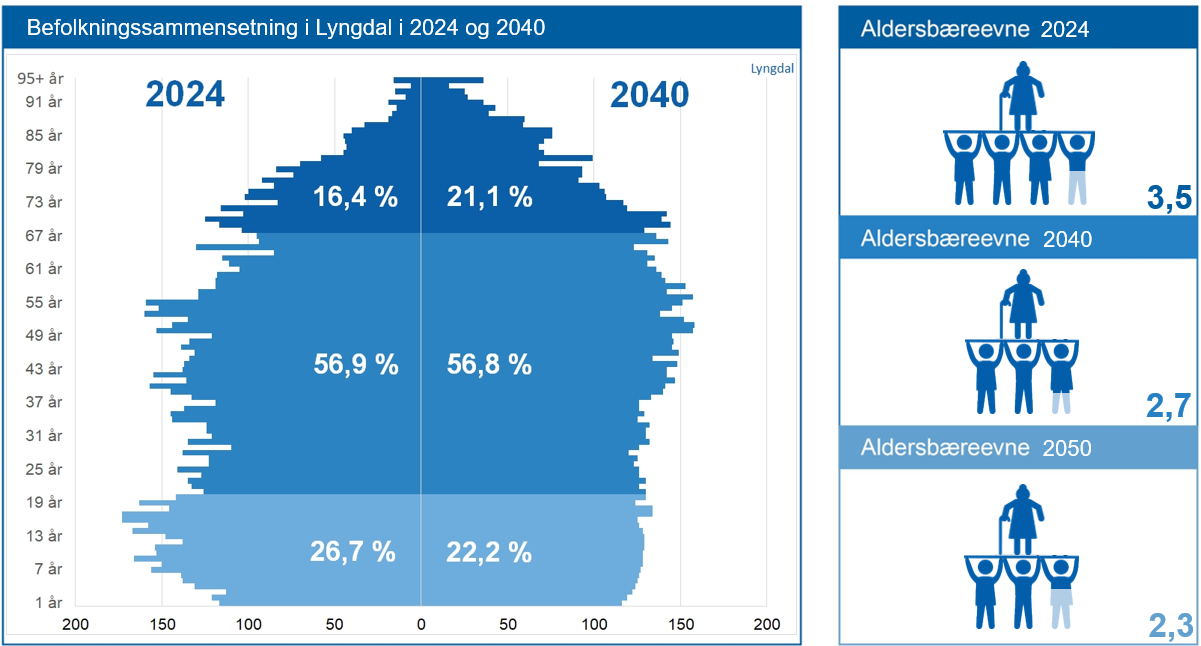 Befolkningssammensetning i Lyngdal i 2024 og 2040
Lyngdal
2024
2040
95+ år
91 år
85 år
79 år
73 år
67 år
61 år
55 år
49 år
43 år
37 år
31 år
25 år
19 år
13 år
7 år
1 år
16,4 % 21,1 %
56,9 % 56,8 %
26,7 % 22,2 %
200 150 100 50 0 50 100 150 200
Aldersbæreevne 2024
3,5
Aldersbæreevne 2040
2,7
Aldersbæreevne 2050
2,3